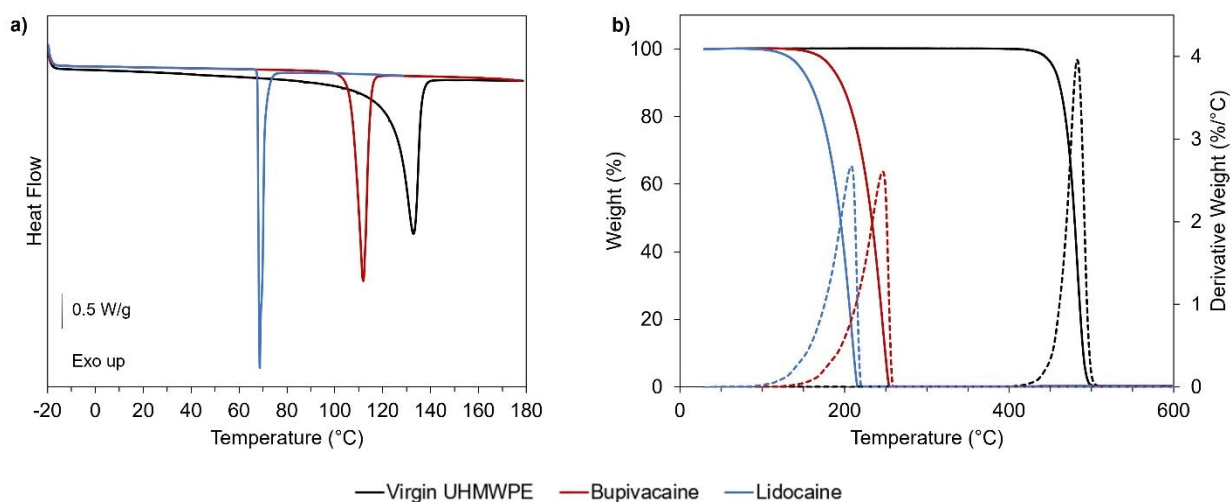 a)
Heat Flow
0.5 W/g
Exo up
-20 0 20 40 60 80 100 120 140 160 180
Temperature (°C)
b)
Weight (%)
100
80
60
40
20
0
0 200 400 600
Temperature (°C)
4
3
2
1
0
Derivative Weight (%/°C)
Virgin UHMWPE Bupivacaine Lidocaine